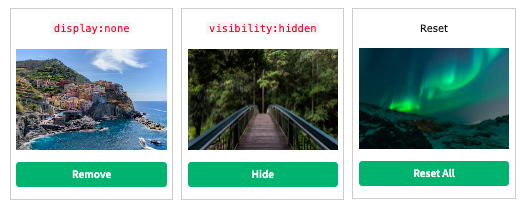 display:none
visibility:hidden
Reset
Remove
Hide
Reset All